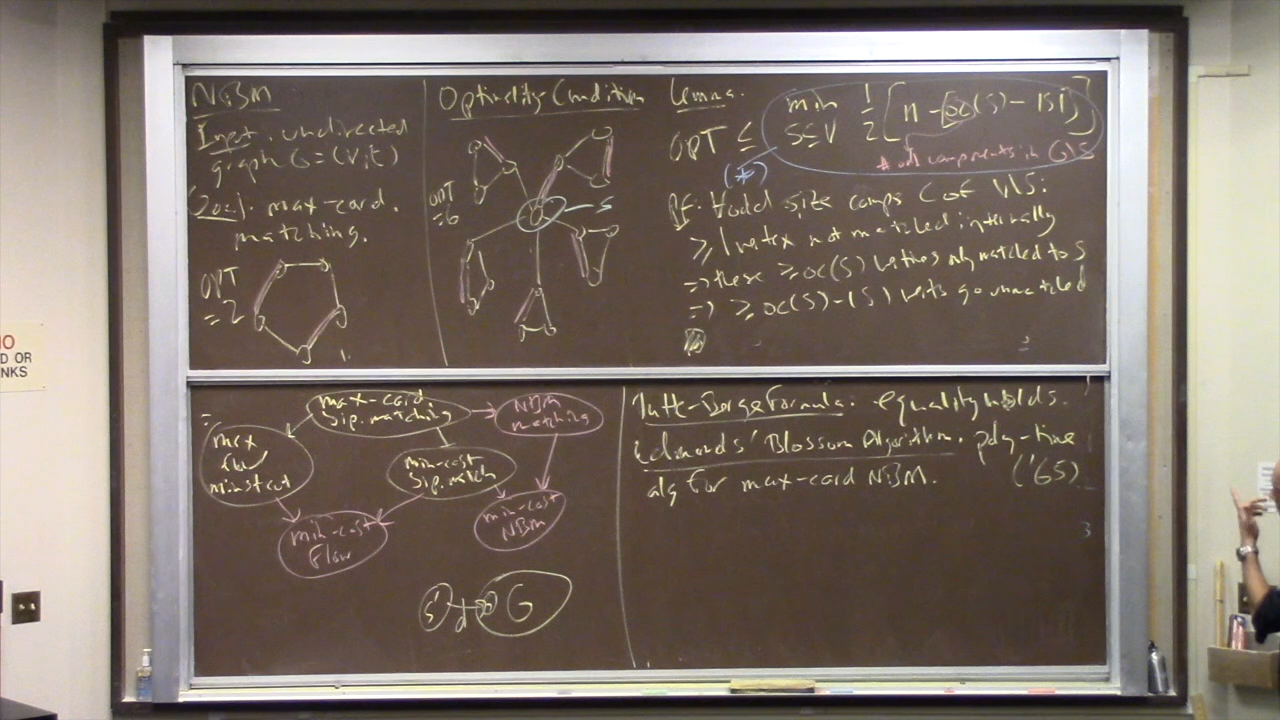 NBM
Input: undirected
graph G=(V,E)
Goal: max-card.
matching.
OPT
=2
Optimality Condition
OPT
=6
S
Lemma.
OPT ≤ min S⊆V 1/2 [n - oc(S) - |S|]
# odd components in G\S
(*)
Pf: ∀ odd size comps C of V\S:
≥ 1 vertex not matched internally
⇒ these ≥ oc(S) vertices only matched to S
⇒ ≥ oc(S) - |S| verts go unmatched
max-card
bip. matching
NBM
matching
max
flow
min s-t cut
min-cost
bip. match
min-cost
Flow
min-cost
NBM
G
Tutte-Berge Formula: equality holds.
Edmonds' Blossom Algorithm. poly-time
alg for max-card NBM. ('65)
3
NO
D OR
NKS